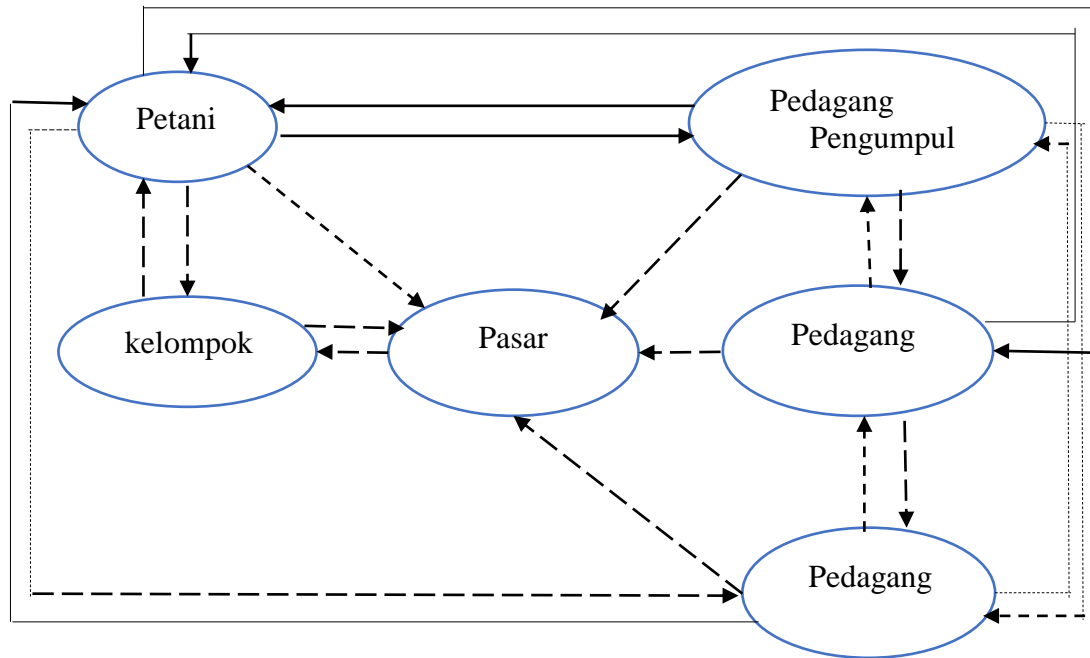 Petani
Pedagang
Pengumpul
kelompok
Pasar
Pedagang
Pedagang